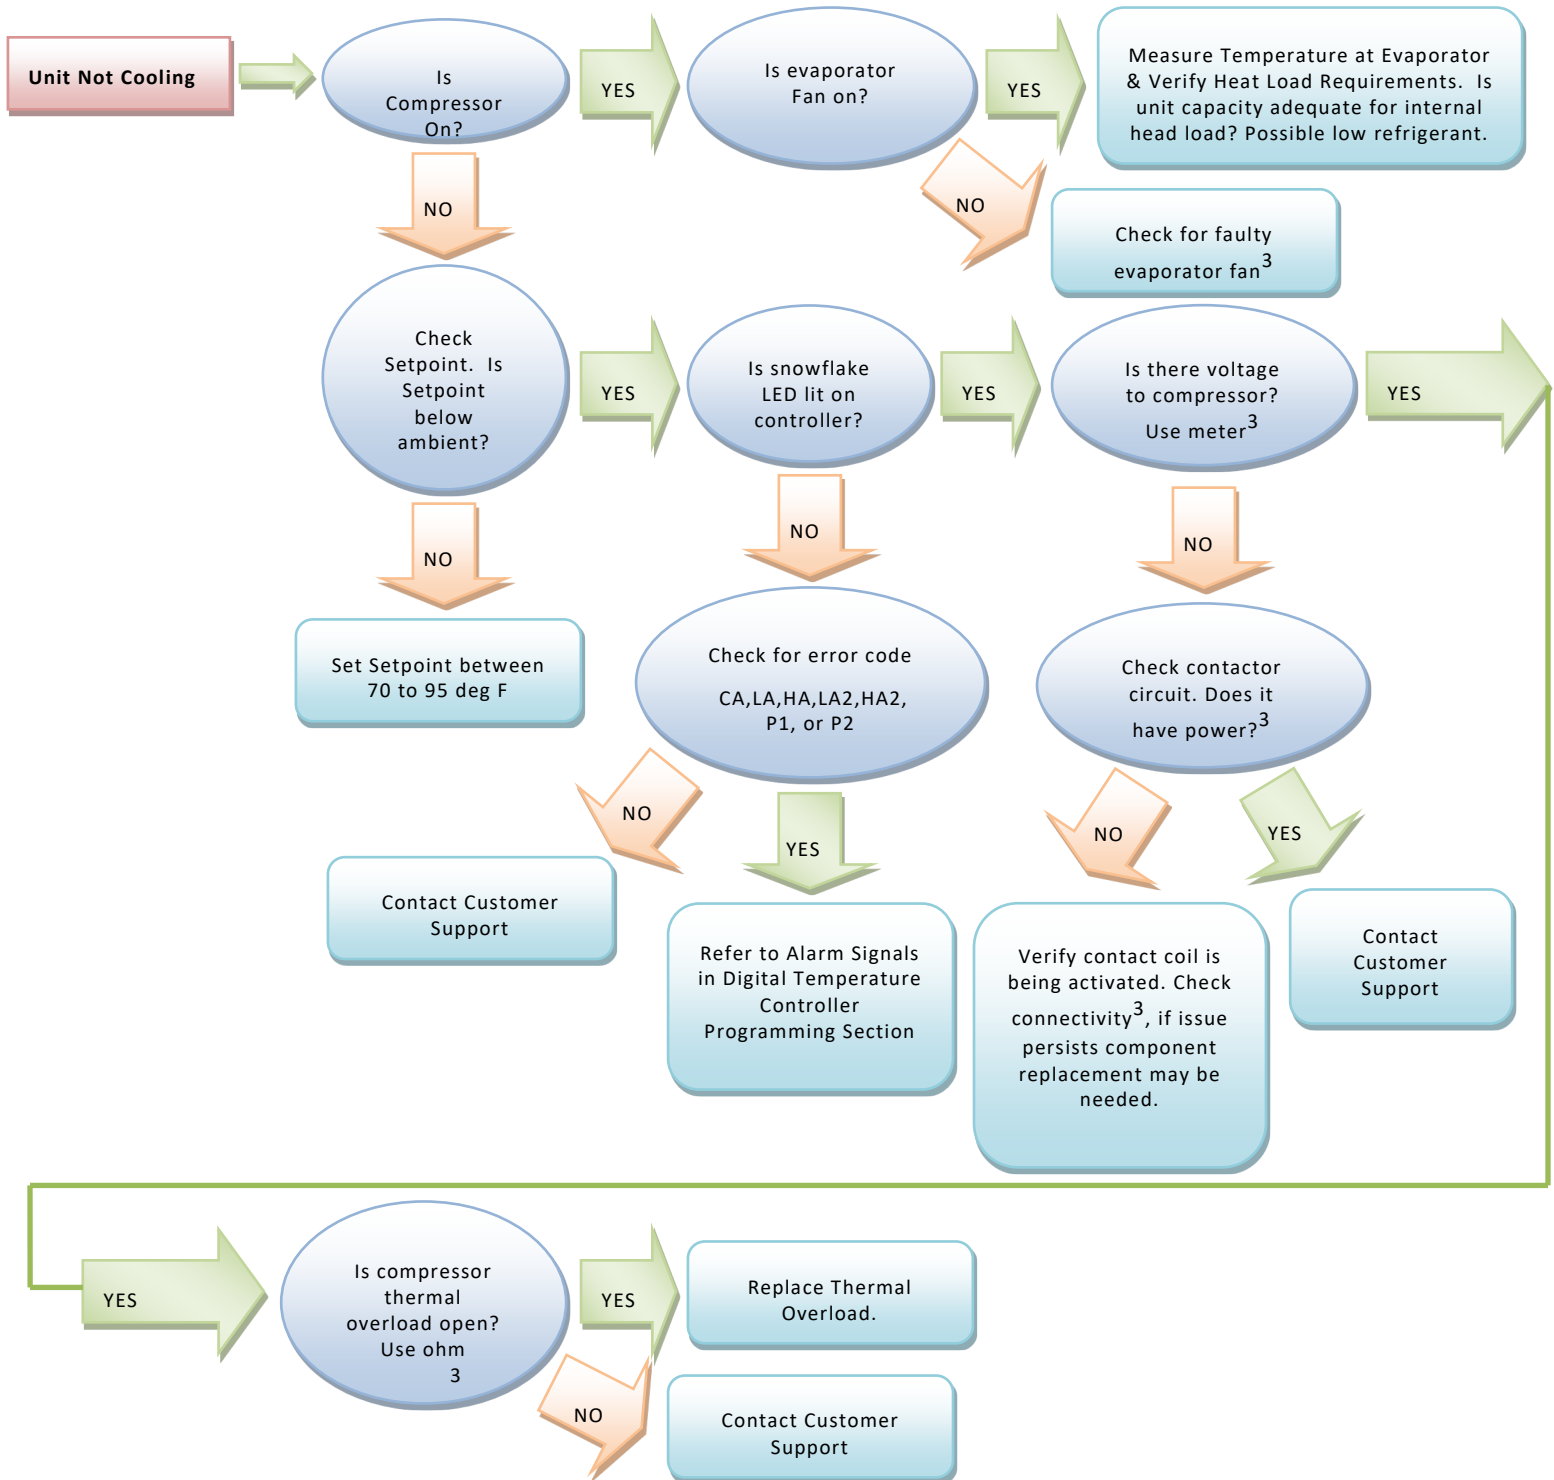 Unit Not Cooling
Is
Compressor
On?
YES
Is evaporator
Fan on?
YES
Measure Temperature at Evaporator
& Verify Heat Load Requirements. Is
unit capacity adequate for internal
head load? Possible low refrigerant.
NO
NO
Check for faulty
evaporator fan3
Check
Setpoint. Is
Setpoint
below
ambient?
YES
Is snowflake
LED lit on
controller?
YES
Is there voltage
to compressor?
Use meter3
YES
NO
NO
NO
Set Setpoint between
70 to 95 deg F
Check for error code
CA,LA,HA,LA2,HA2,
P1, or P2
Check contactor
circuit. Does it
have power?3
NO
YES
NO
YES
Contact Customer
Support
Refer to Alarm Signals
in Digital Temperature
Controller
Programming Section
Verify contact coil is
being activated. Check
connectivity3, if issue
persists component
replacement may be
needed.
Contact
Customer
Support
YES
Is compressor
thermal
overload open?
Use ohm
3
YES
Replace Thermal
Overload.
NO
Contact Customer
Support